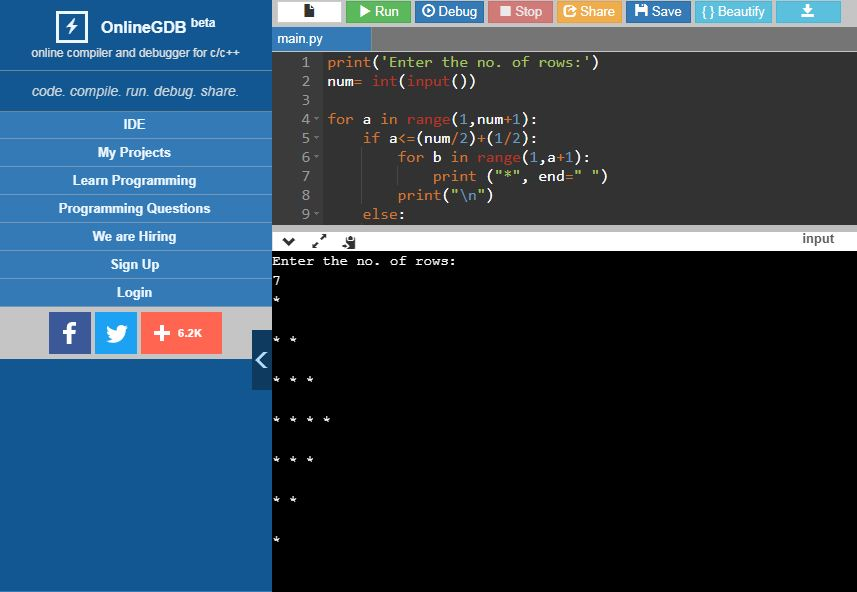 OnlineGDB beta
online compiler and debugger for c/c++
code. compile. run. debug. share.
IDE
My Projects
Learn Programming
Programming Questions
We are Hiring
Sign Up
Login
f
+ 6.2K
Run Debug Stop Share Save {} Beautify
main.py
1 print('Enter the no. of rows:')
2 num= int(input())
3
4 for a in range(1,num+1):
5     if a<=(num/2)+(1/2):
6         for b in range(1,a+1):
7             print ("*", end=" ")
8         print("\n")
9     else:
input
Enter the no. of rows:
7
*
* *
* * *
* * * *
* * *
* *
*